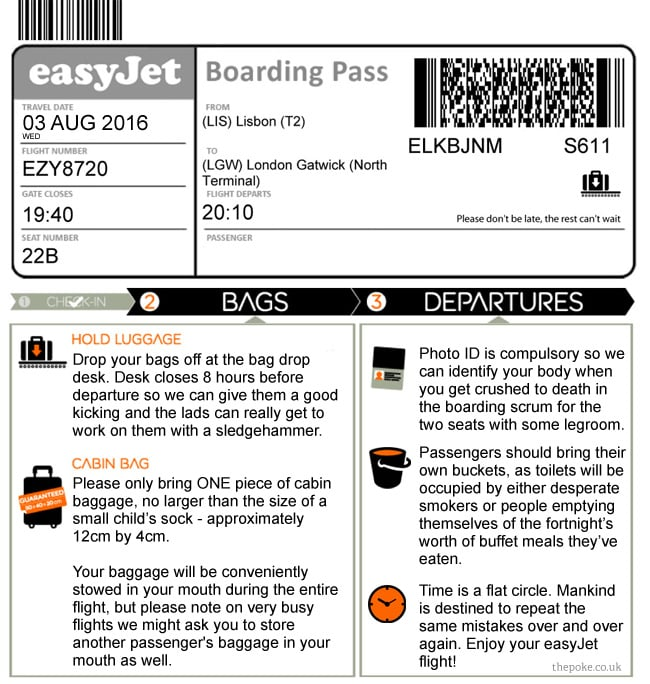 easyJet
Boarding Pass
TRAVEL DATE
03 AUG 2016
WED
FLIGHT NUMBER
EZY8720
GATE CLOSES
19:40
SEAT NUMBER
22B
FROM
(LIS) Lisbon (T2)
TO
(LGW) London Gatwick (North
Terminal)
FLIGHT DEPARTS
20:10
PASSENGER
ELKBJNM S611
Please don't be late, the rest can't wait
1 CHECK-IN
2 BAGS
3 DEPARTURES
HOLD LUGGAGE
Drop your bags off at the bag drop
desk. Desk closes 8 hours before
departure so we can give them a good
kicking and the lads can really get to
work on them with a sledgehammer.
CABIN BAG
GUARANTEED
Please only bring ONE piece of cabin
baggage, no larger than the size of a
small child's sock - approximately
12cm by 4cm.
Your baggage will be conveniently
stowed in your mouth during the entire
flight, but please note on very busy
flights we might ask you to store
another passenger's baggage in your
mouth as well.
Photo ID is compulsory so we
can identify your body when
you get crushed to death in
the boarding scrum for the
two seats with some legroom.
Passengers should bring their
own buckets, as toilets will be
occupied by either desperate
smokers or people emptying
themselves of the fortnight's
worth of buffet meals they've
eaten.
Time is a flat circle. Mankind
is destined to repeat the
same mistakes over and over
again. Enjoy your easyJet
flight!
thepoke.co.uk